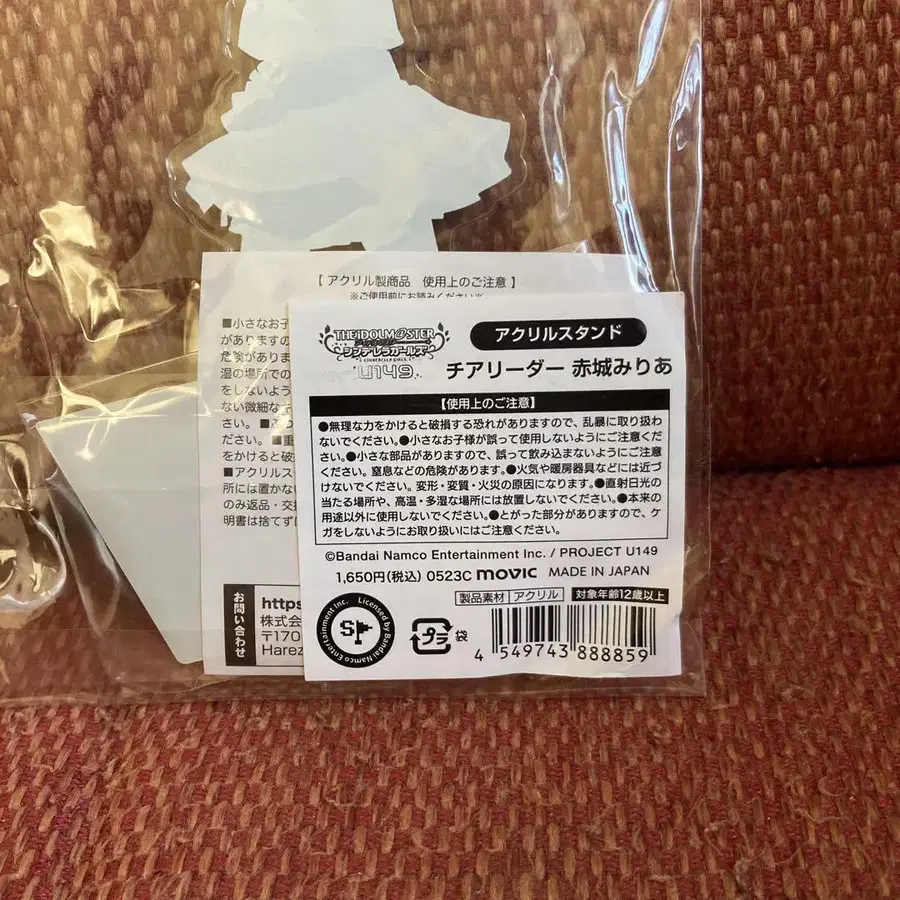 【 アクリル製商品 使用上のご注意 】
※ご使用前にお読みください※
■小さなお子
がありますので
危険があります
湿の場所での
をしないよう
ない微細なキ
ください。
をかけると破損
■アクリルス
所には置かない
のみ返品・交換
明書は捨てずに
お問い合わせ
https
株式会
〒170
Harez
THE IDOLM@STER
シンデレラガールズ
CINDERELLA GIRLS
U149
アクリルスタンド
チアリーダー 赤城みりあ
【使用上のご注意】
●無理な力をかけると破損する恐れがありますので、乱暴に取り扱わ
ないでください。●小さなお子様が誤って使用しないようにご注意くだ
さい。●小さな部品がありますので、誤って飲み込まないようにご注意
ください。窒息などの危険があります。●火気や暖房器具などには近づ
けないでください。変形・変質・火災の原因になります。●直射日光の
当たる場所や、高温・多湿な場所には放置しないでください。●本来の
用途以外に使用しないでください。●とがった部分がありますので、ケ
ガをしないようにお取り扱いにはご注意ください。
©Bandai Namco Entertainment Inc. / PROJECT U149
1,650円(税込) 0523C movic MADE IN JAPAN
製品素材 アクリル 対象年齢12歳以上
Licensed by Bandai Namco Entertainment Inc.
S
プラ 袋
4 549743 888859